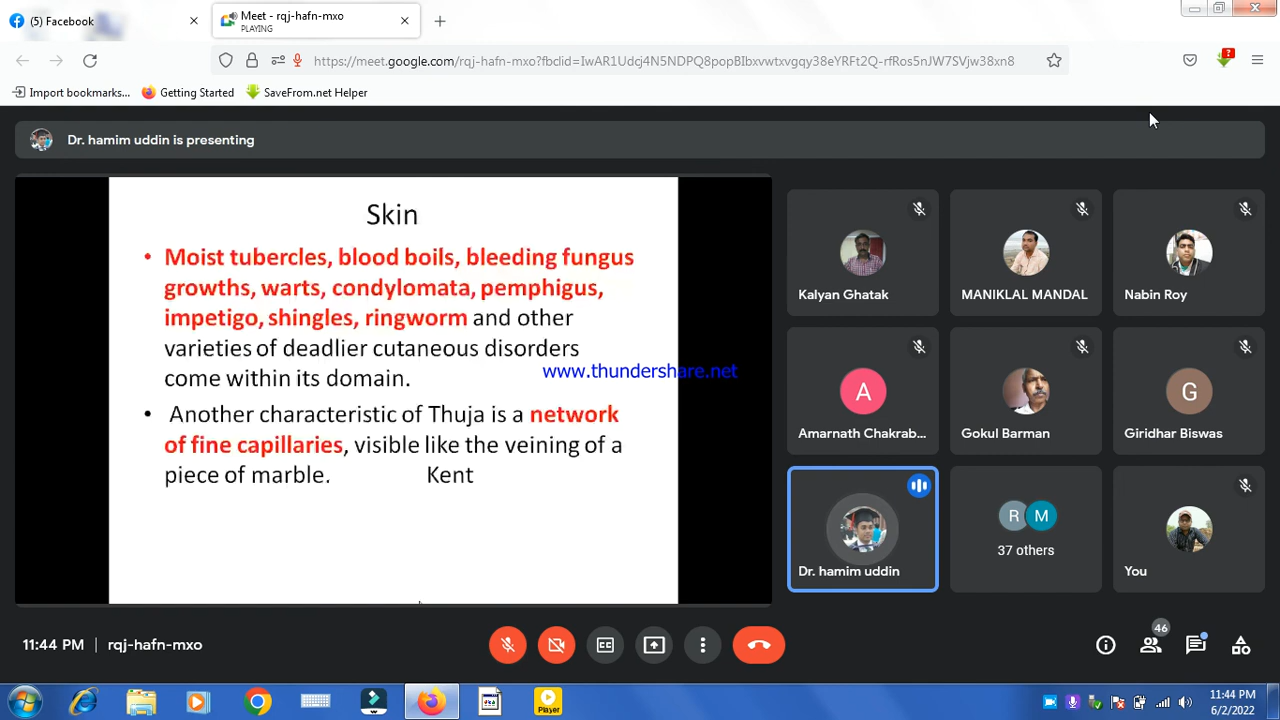 (5) Facebook
Meet - rqj-hafn-mxo
PLAYING
https://meet.google.com/rqj-hafn-mxo?fbclid=IwAR1Udcj4N5NDPQ8popBIbxvwtxvgqy38eYRFt2Q-rfRos5nJW7SVjw38xn8
Import bookmarks...
Getting Started
SaveFrom.net Helper
Dr. hamim uddin is presenting
Skin
• Moist tubercles, blood boils, bleeding fungus
growths, warts, condylomata, pemphigus,
impetigo, shingles, ringworm and other
varieties of deadlier cutaneous disorders
come within its domain.
www.thundershare.net
• Another characteristic of Thuja is a network
of fine capillaries, visible like the veining of a
piece of marble. Kent
Kalyan Ghatak
MANIKLAL MANDAL
Nabin Roy
A
Amarnath Chakrab...
Gokul Barman
G
Giridhar Biswas
Dr. hamim uddin
R M
37 others
You
11:44 PM | rqj-hafn-mxo
CC
46
Player
11:44 PM
6/2/2022